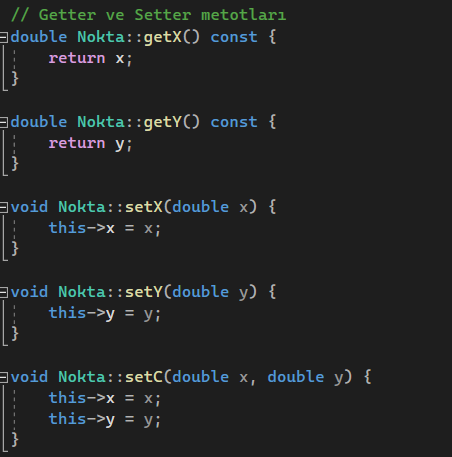 // Getter ve Setter metotları
double Nokta::getX() const {
    return x;
}

double Nokta::getY() const {
    return y;
}

void Nokta::setX(double x) {
    this->x = x;
}

void Nokta::setY(double y) {
    this->y = y;
}

void Nokta::setC(double x, double y) {
    this->x = x;
    this->y = y;
}